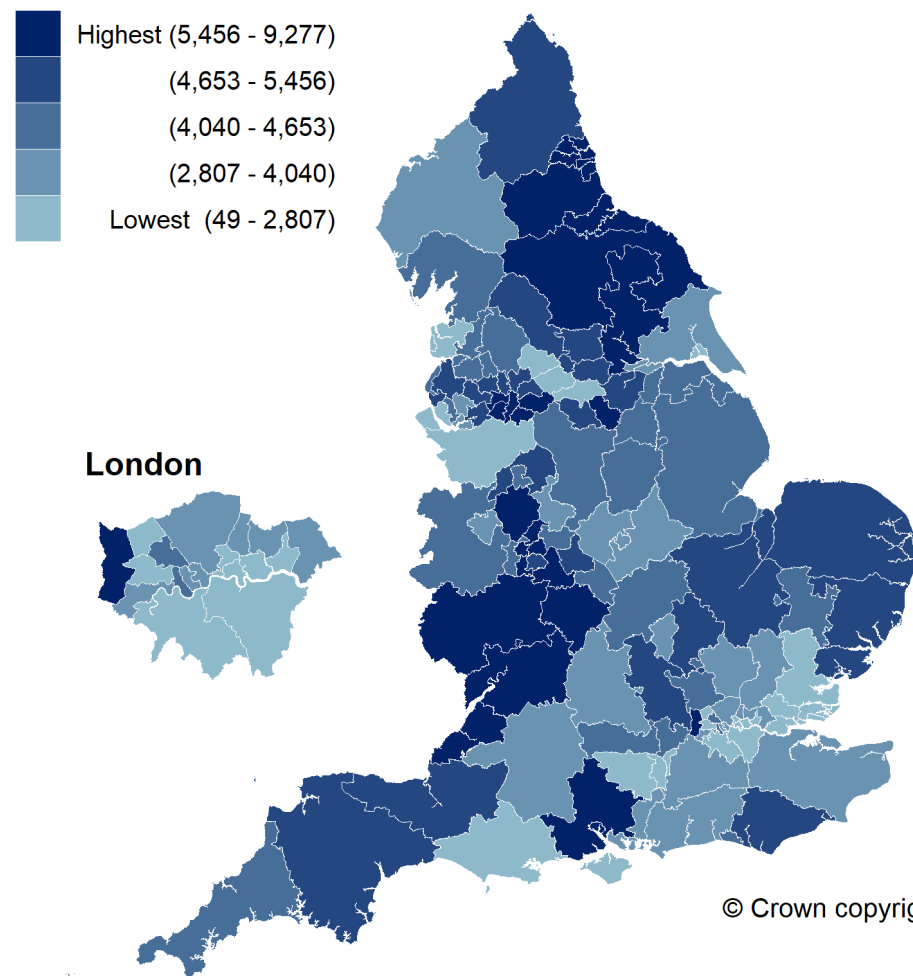 Highest (5,456 - 9,277)
(4,653 - 5,456)
(4,040 - 4,653)
(2,807 - 4,040)
Lowest (49 - 2,807)
London
© Crown copyrig